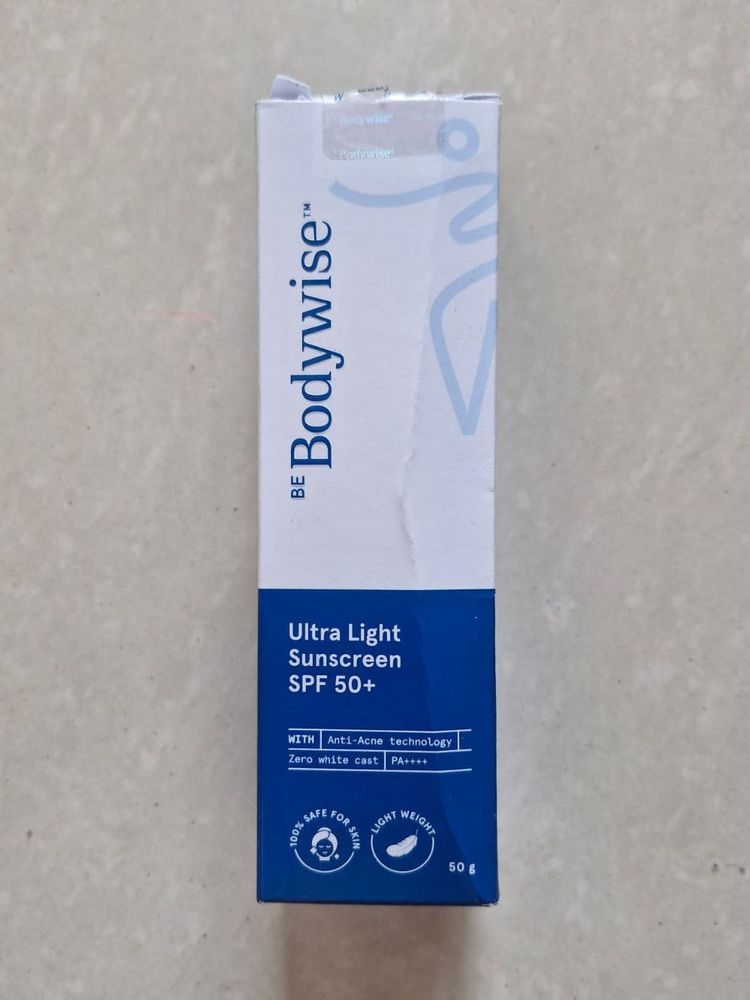 Bodywise
Bodywise
BE Bodywise™
Ultra Light
Sunscreen
SPF 50+
WITH Anti-Acne technology
Zero white cast PA++++
100% SAFE FOR SKIN
LIGHT WEIGHT
50 g